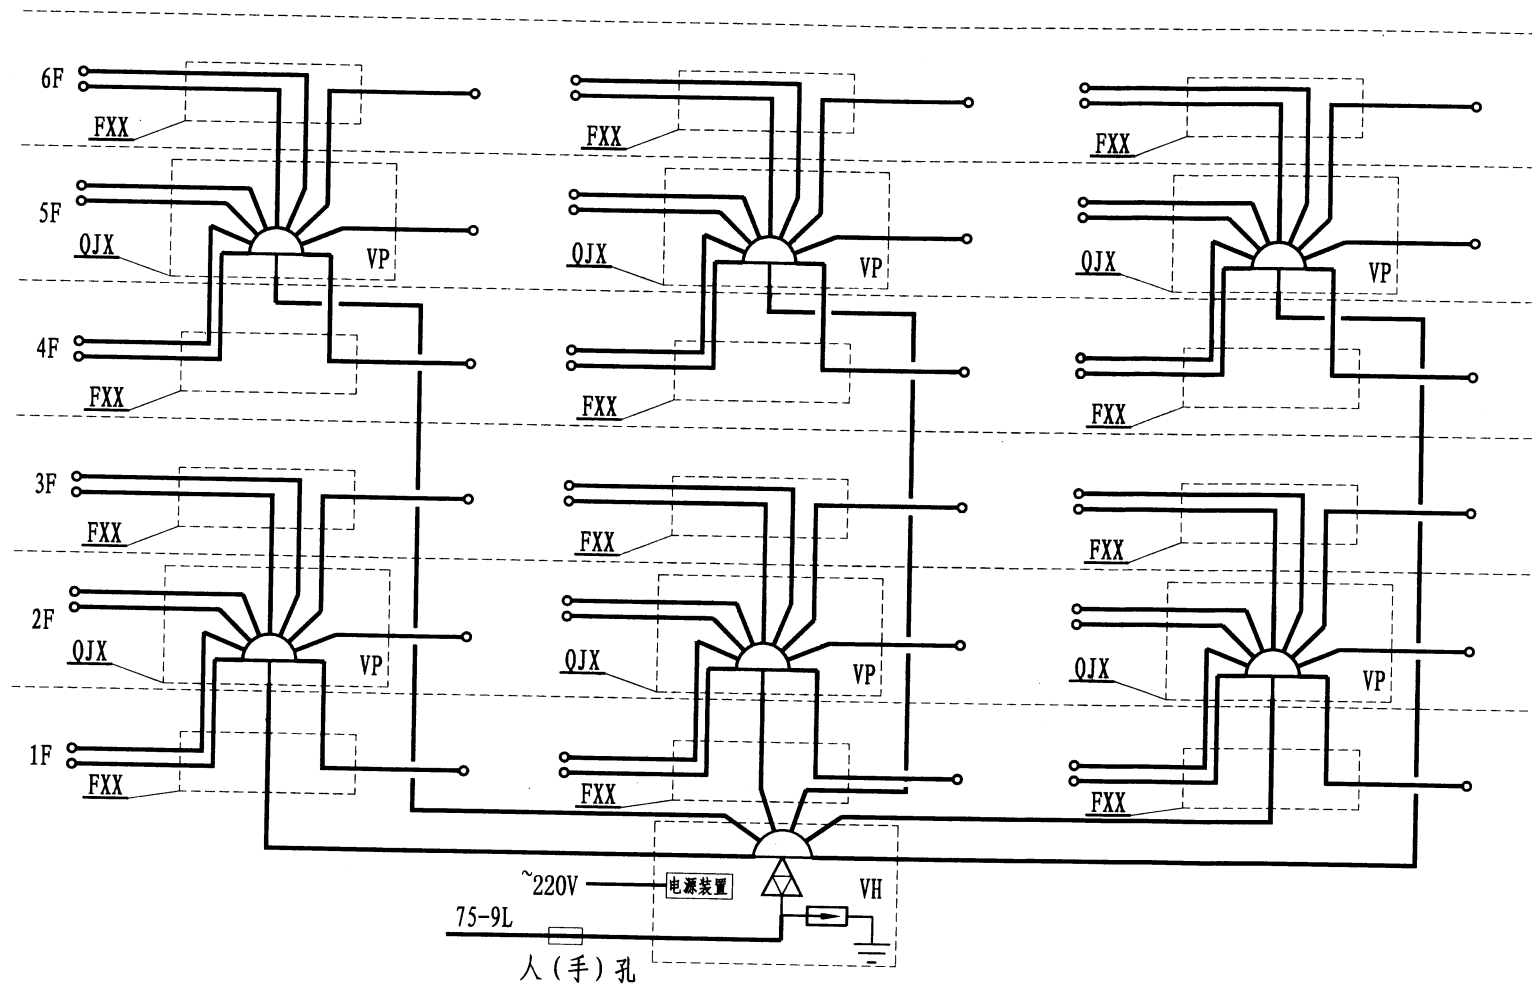 6F
FXX
FXX
FXX
5F
QJX
VP
QJX
VP
QJX
VP
4F
FXX
FXX
FXX
3F
FXX
FXX
FXX
2F
QJX
VP
QJX
VP
QJX
VP
1F
FXX
FXX
FXX
~220V
电源装置
VH
75-9L
人(手)孔